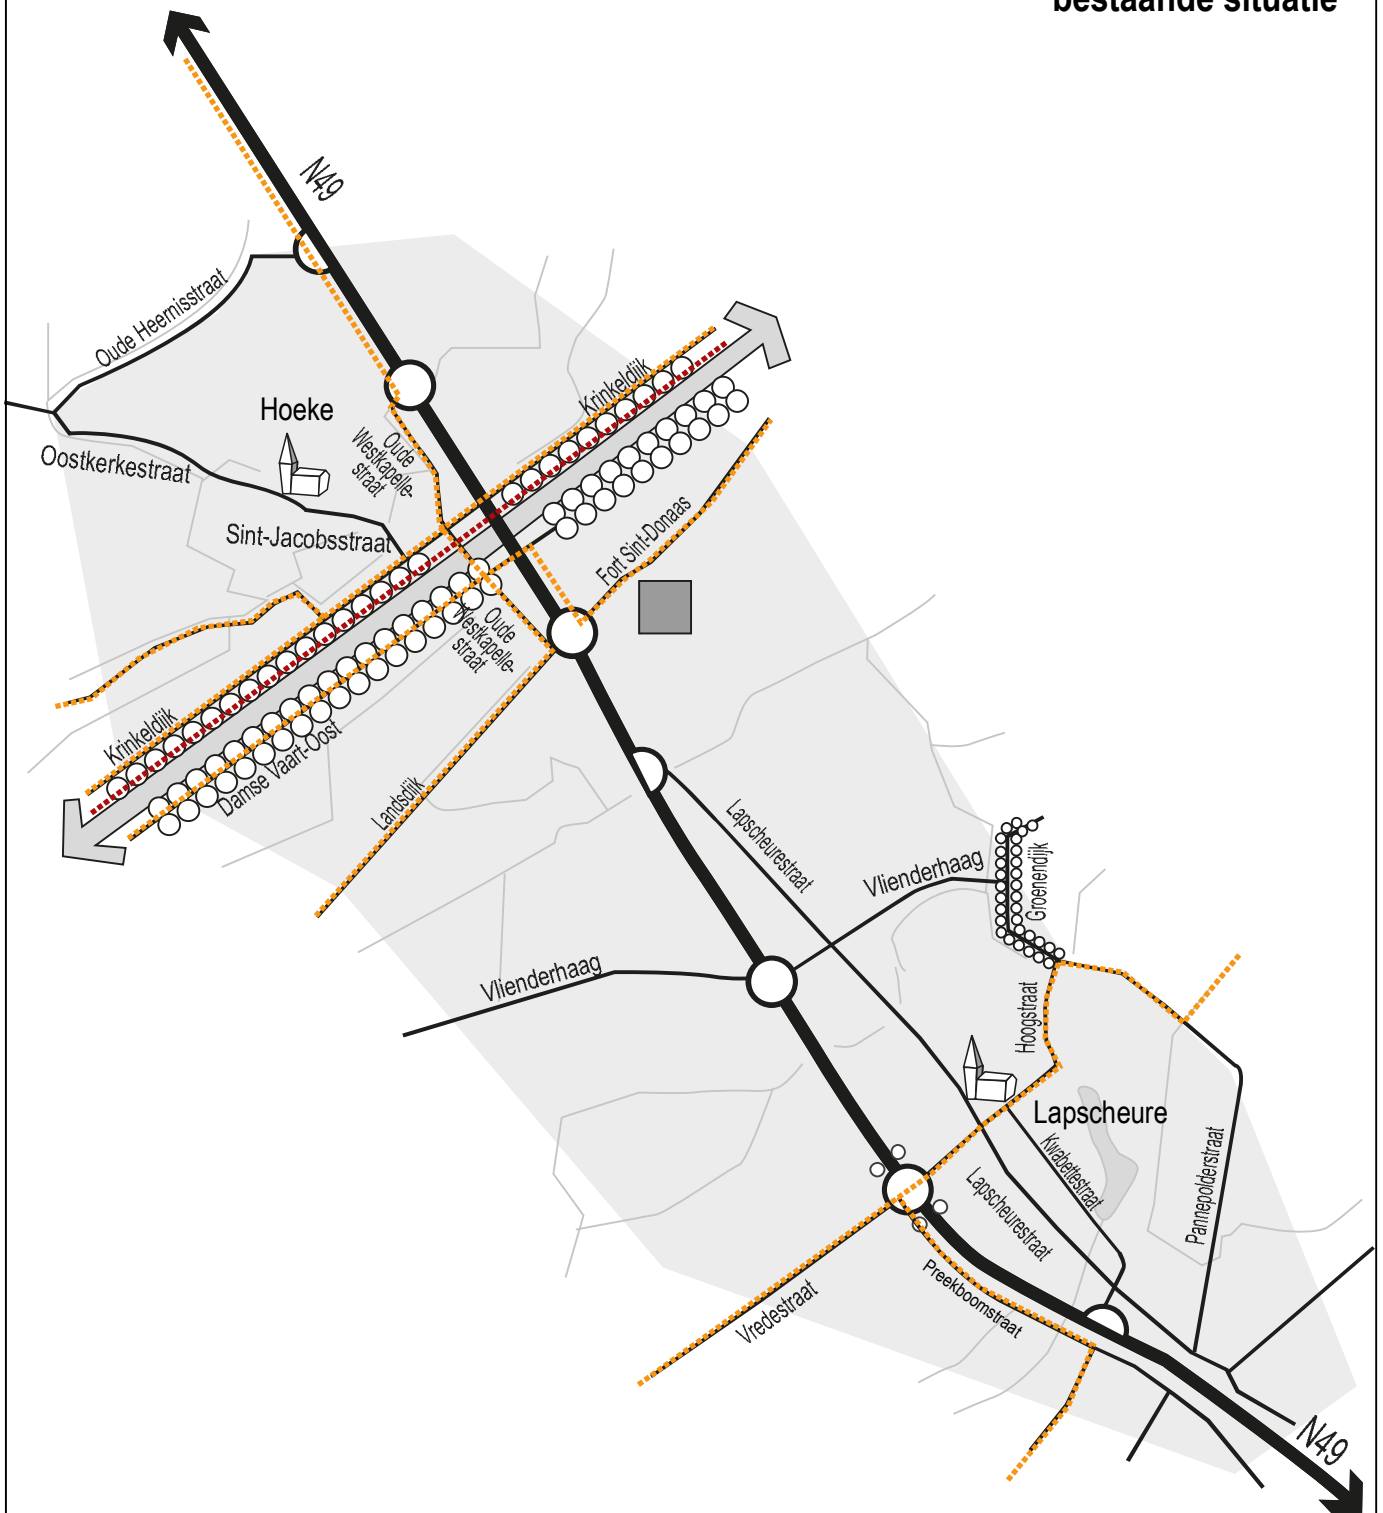 bestaande situatie
N49
Oude Heernisstraat
Hoeke
Krinkeldijk
Oude
Westkapelle-
straat
Oostkerkestraat
Sint-Jacobsstraat
Fort Sint-Donaas
Oude
Westkapelle-
straat
Krinkeldijk
Damse Vaart-Oost
Landsdijk
Lapscheurestraat
Vlienderhaag
Groenendijk
Vlienderhaag
Hoogstraat
Lapscheure
Kwabettestraat
Pannepolderstraat
Lapscheurestraat
Preekboomstraat
Vredestraat
N49